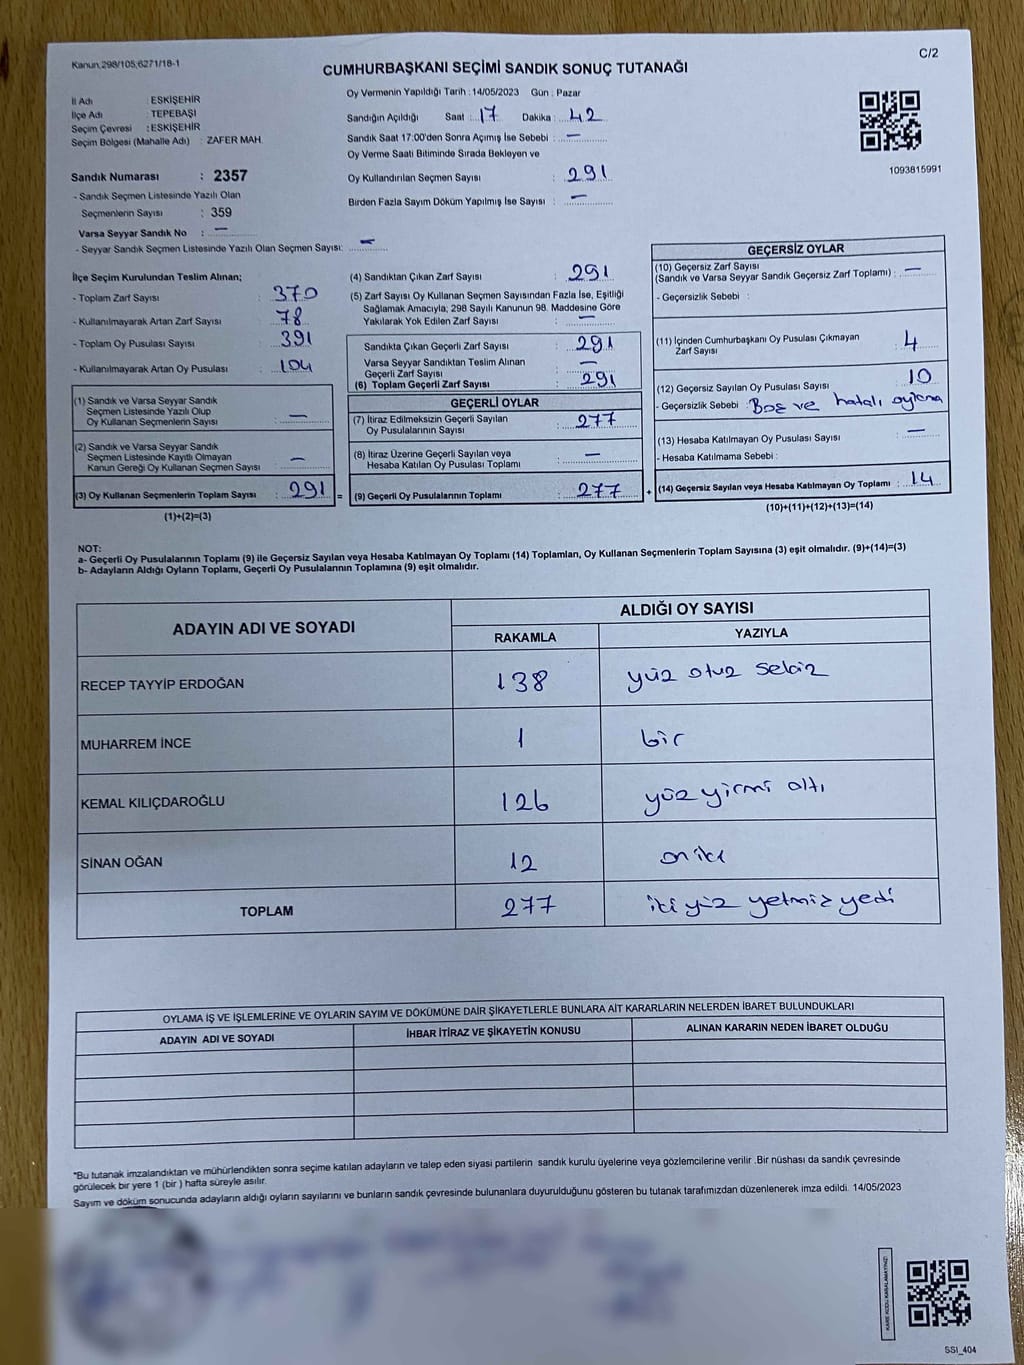 Kanun;298/105;6271/18-1
C/2
CUMHURBAŞKANI SEÇİMİ SANDIK SONUÇ TUTANAĞI
İl Adı : ESKİŞEHİR
İlçe Adı : TEPEBAŞI
Seçim Çevresi : ESKİŞEHİR
Seçim Bölgesi (Mahalle Adı) : ZAFER MAH.
Sandık Numarası : 2357
- Sandık Seçmen Listesinde Yazılı Olan
Seçmenlerin Sayısı : 359
Varsa Seyyar Sandık No : —
- Seyyar Sandık Seçmen Listesinde Yazılı Olan Seçmen Sayısı: —
Oy Vermenin Yapıldığı Tarih : 14/05/2023 Gün : Pazar
Sandığın Açıldığı Saat : 17 Dakika : 42
Sandık Saat 17:00'den Sonra Açımış İse Sebebi : —
Oy Verme Saati Bitiminde Sırada Bekleyen ve
Oy Kullandırılan Seçmen Sayısı : 291
Birden Fazla Sayım Döküm Yapılmış İse Sayısı : —
1093815991
İlçe Seçim Kurulundan Teslim Alınan;
- Toplam Zarf Sayısı : 370
- Kullanılmayarak Artan Zarf Sayısı : 78
- Toplam Oy Pusulası Sayısı : 391
- Kullanılmayarak Artan Oy Pusulası : 104
(1) Sandık ve Varsa Seyyar Sandık
Seçmen Listesinde Yazılı Olup
Oy Kullanan Seçmenlerin Sayısı : —
(2) Sandık ve Varsa Seyyar Sandık
Seçmen Listesinde Kayıtlı Olmayan
Kanun Gereği Oy Kullanan Seçmen Sayısı : —
(3) Oy Kullanan Seçmenlerin Toplam Sayısı : 291 =
(1)+(2)=(3)
(4) Sandıktan Çıkan Zarf Sayısı : 291
(5) Zarf Sayısı Oy Kullanan Seçmen Sayısından Fazla İse, Eşitliği
Sağlamak Amacıyla; 298 Sayılı Kanunun 98. Maddesine Göre
Yakılarak Yok Edilen Zarf Sayısı : —
Sandıkta Çıkan Geçerli Zarf Sayısı : 291
Varsa Seyyar Sandıktan Teslim Alınan
Geçerli Zarf Sayısı : —
(6) Toplam Geçerli Zarf Sayısı : 291
GEÇERLİ OYLAR
(7) İtiraz Edilmeksizin Geçerli Sayılan
Oy Pusulalarının Sayısı : 277
(8) İtiraz Üzerine Geçerli Sayılan veya
Hesaba Katılan Oy Pusulası Toplamı : —
(9) Geçerli Oy Pusulalarının Toplamı : 277 +
GEÇERSİZ OYLAR
(10) Geçersiz Zarf Sayısı
(Sandık ve Varsa Seyyar Sandık Geçersiz Zarf Toplamı) : —
- Geçersizlik Sebebi :
(11) İçinden Cumhurbaşkanı Oy Pusulası Çıkmayan
Zarf Sayısı : 4
(12) Geçersiz Sayılan Oy Pusulası Sayısı : 10
- Geçersizlik Sebebi : Boş ve hatalı oylama
(13) Hesaba Katılmayan Oy Pusulası Sayısı : —
- Hesaba Katılmama Sebebi :
(14) Geçersiz Sayılan veya Hesaba Katılmayan Oy Toplamı : 14
(10)+(11)+(12)+(13)=(14)
NOT:
a- Geçerli Oy Pusulalarının Toplamı (9) ile Geçersiz Sayılan veya Hesaba Katılmayan Oy Toplamı (14) Toplamları, Oy Kullanan Seçmenlerin Toplam Sayısına (3) eşit olmalıdır. (9)+(14)=(3)
b- Adayların Aldığı Oyların Toplamı, Geçerli Oy Pusulalarının Toplamına (9) eşit olmalıdır.
ADAYIN ADI VE SOYADI
ALDIĞI OY SAYISI
RAKAMLA YAZIYLA
RECEP TAYYİP ERDOĞAN 138 yüz otuz sekiz
MUHARREM İNCE 1 bir
KEMAL KILIÇDAROĞLU 126 yüz yirmi altı
SİNAN OĞAN 12 oniki
TOPLAM 277 iki yüz yetmiş yedi
OYLAMA İŞ VE İŞLEMLERİNE VE OYLARIN SAYIM VE DÖKÜMÜNE DAİR ŞİKAYETLERLE BUNLARA AİT KARARLARIN NELERDEN İBARET BULUNDUKLARI
ADAYIN ADI VE SOYADI İHBAR İTİRAZ VE ŞİKAYETİN KONUSU ALINAN KARARIN NEDEN İBARET OLDUĞU
*Bu tutanak imzalandıktan ve mühürlendikten sonra seçime katılan adayların ve talep eden siyasi partilerin sandık kurulu üyelerine veya gözlemcilerine verilir .Bir nüshası da sandık çevresinde
görülecek bir yere 1 (bir ) hafta süreyle asılır.
Sayım ve döküm sonucunda adayların aldığı oyların sayılarını ve bunların sandık çevresinde bulunanlara duyurulduğunu gösteren bu tutanak tarafımızdan düzenlenerek imza edildi. 14/05/2023
KARE KODU KARALAMAYINIZ!
SSI_404